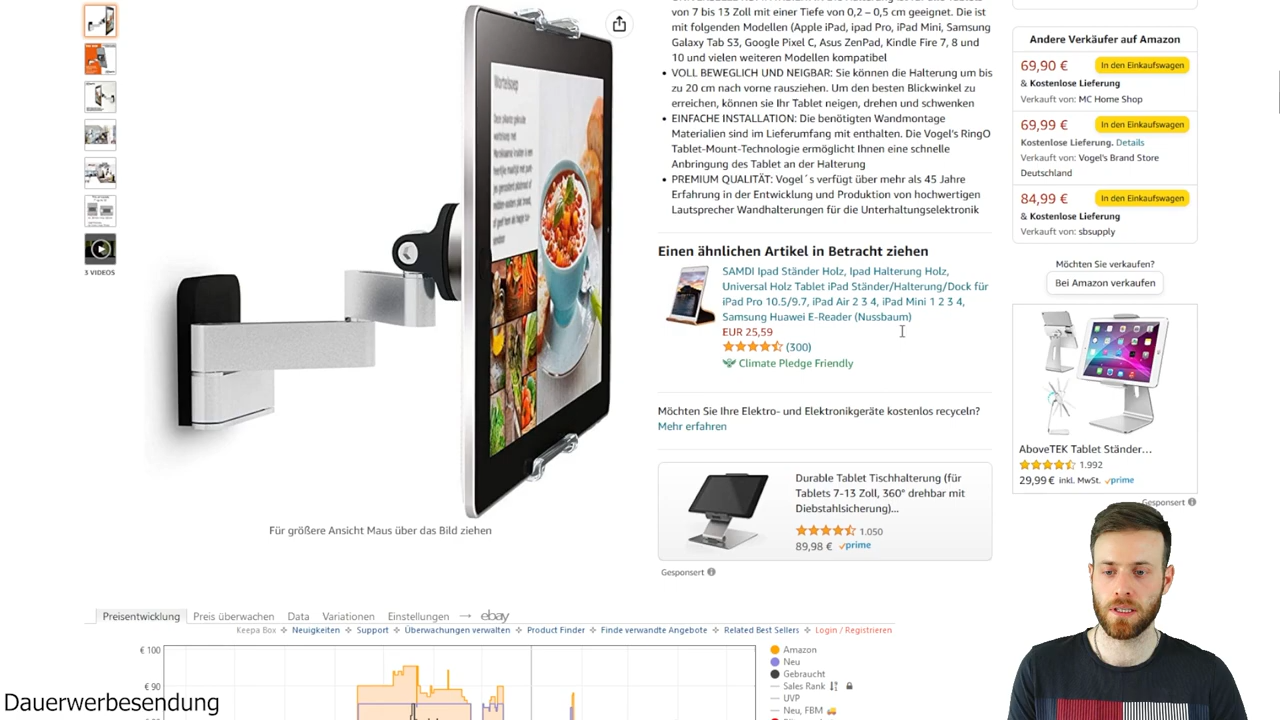 von 7 bis 13 Zoll mit einer Tiefe von 0,2 – 0,5 cm geeignet. Die ist
mit folgenden Modellen (Apple iPad, ipad Pro, iPad Mini, Samsung
Galaxy Tab S3, Google Pixel C, Asus ZenPad, Kindle Fire 7, 8 und
10 und vielen weiteren Modellen kompatibel
• VOLL BEWEGLICH UND NEIGBAR: Sie können die Halterung um bis
zu 20 cm nach vorne rausziehen. Um den besten Blickwinkel zu
erreichen, können sie Ihr Tablet neigen, drehen und schwenken
• EINFACHE INSTALLATION: Die benötigten Wandmontage
Materialien sind im Lieferumfang mit enthalten. Die Vogel's RingO
Tablet-Mount-Technologie ermöglicht Ihnen eine schnelle
Anbringung des Tablet an der Halterung
• PREMIUM QUALITÄT: Vogel´s verfügt über mehr als 45 Jahre
Erfahrung in der Entwicklung und Produktion von hochwertigen
Lautsprecher Wandhalterungen für die Unterhaltungselektronik
Einen ähnlichen Artikel in Betracht ziehen
SAMDI Ipad Ständer Holz, Ipad Halterung Holz,
Universal Holz Tablet iPad Ständer/Halterung/Dock für
iPad Pro 10.5/9.7, iPad Air 2 3 4, iPad Mini 1 2 3 4,
Samsung Huawei E-Reader (Nussbaum)
EUR 25,59
(300)
Climate Pledge Friendly
Möchten Sie Ihre Elektro- und Elektronikgeräte kostenlos recyceln?
Mehr erfahren
Durable Tablet Tischhalterung (für
Tablets 7-13 Zoll, 360° drehbar mit
Diebstahlsicherung)...
1.050
89,98 € prime
Gesponsert
3 VIDEOS
Für größere Ansicht Maus über das Bild ziehen
Andere Verkäufer auf Amazon
69,90 € In den Einkaufswagen
& Kostenlose Lieferung
Verkauft von: MC Home Shop
69,99 € In den Einkaufswagen
Kostenlose Lieferung. Details
Verkauft von: Vogel's Brand Store
Deutschland
84,99 € In den Einkaufswagen
& Kostenlose Lieferung
Verkauft von: sbsupply
Möchten Sie verkaufen?
Bei Amazon verkaufen
AboveTEK Tablet Ständer...
1.992
29,99 € inkl. MwSt. prime
Gesponsert
Preisentwicklung Preis überwachen Data Variationen Einstellungen → ebay
Keepa Box Neuigkeiten Support Überwachungen verwalten Product Finder Finde verwandte Angebote Related Best Sellers Login / Registrieren
€ 100
€ 90
Amazon
Neu
Gebraucht
Sales Rank
UVP
Neu, FBM
Dauerwerbesendung